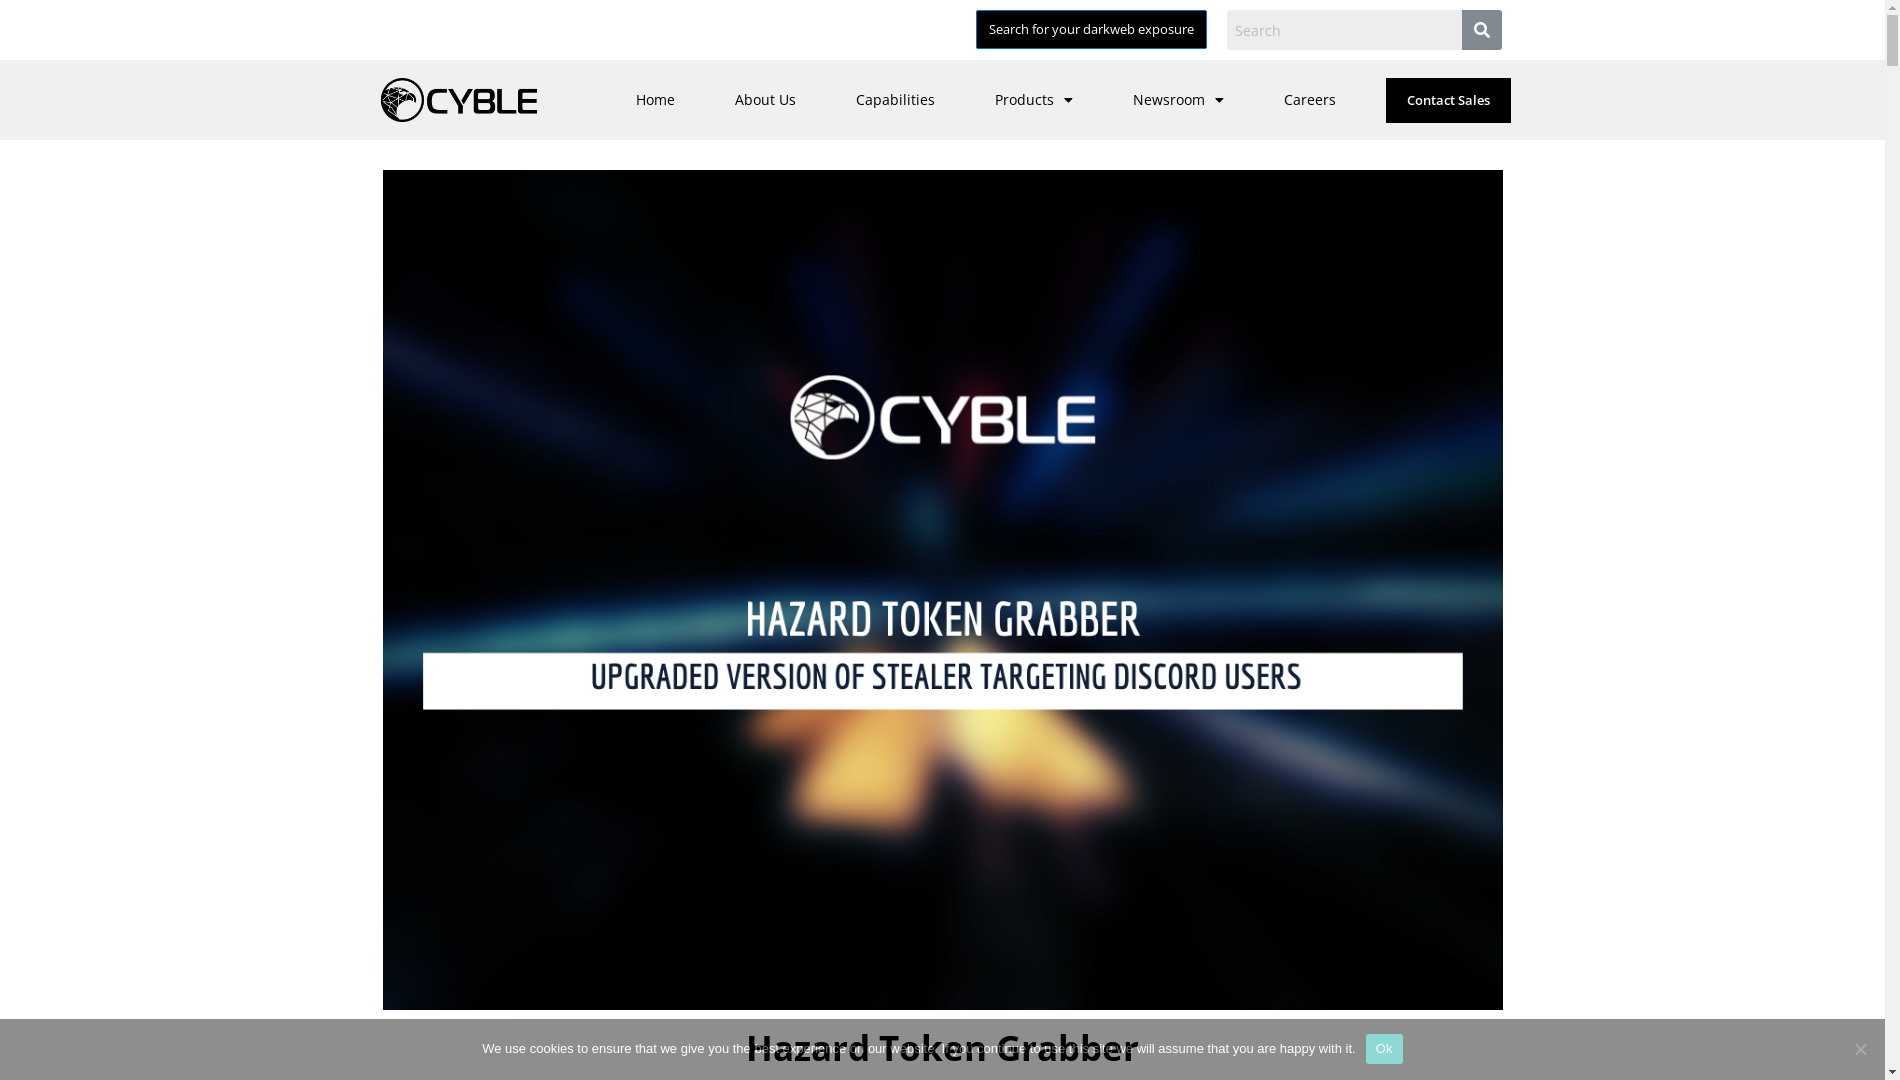 Search for your darkweb exposure
Search
CYBLE
Home
About Us
Capabilities
Products
Newsroom
Careers
Contact Sales
CYBLE
HAZARD TOKEN GRABBER
UPGRADED VERSION OF STEALER TARGETING DISCORD USERS
Hazard Token Grabber
We use cookies to ensure that we give you the best experience on our website. If you continue to use this site we will assume that you are happy with it.
Ok